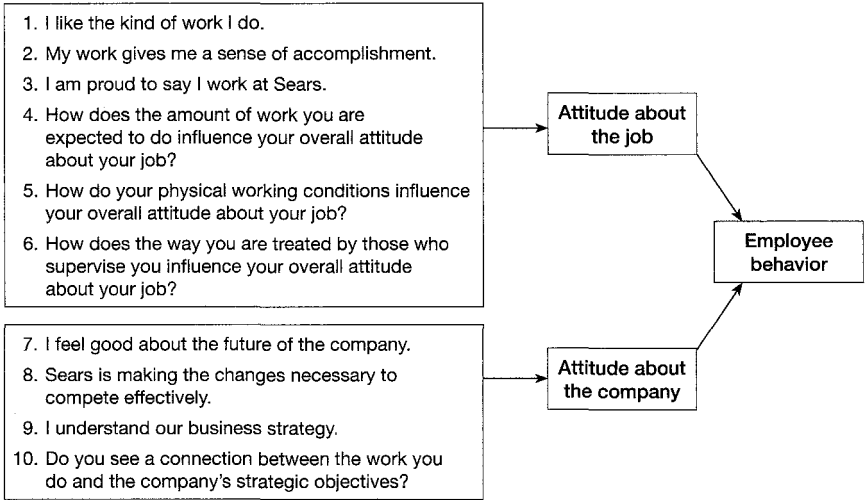 1. I like the kind of work I do.
2. My work gives me a sense of accomplishment.
3. I am proud to say I work at Sears.
4. How does the amount of work you are
expected to do influence your overall attitude
about your job?
5. How do your physical working conditions influence
your overall attitude about your job?
6. How does the way you are treated by those who
supervise you influence your overall attitude
about your job?
7. I feel good about the future of the company.
8. Sears is making the changes necessary to
compete effectively.
9. I understand our business strategy.
10. Do you see a connection between the work you
do and the company's strategic objectives?
Attitude about
the job
Attitude about
the company
Employee
behavior